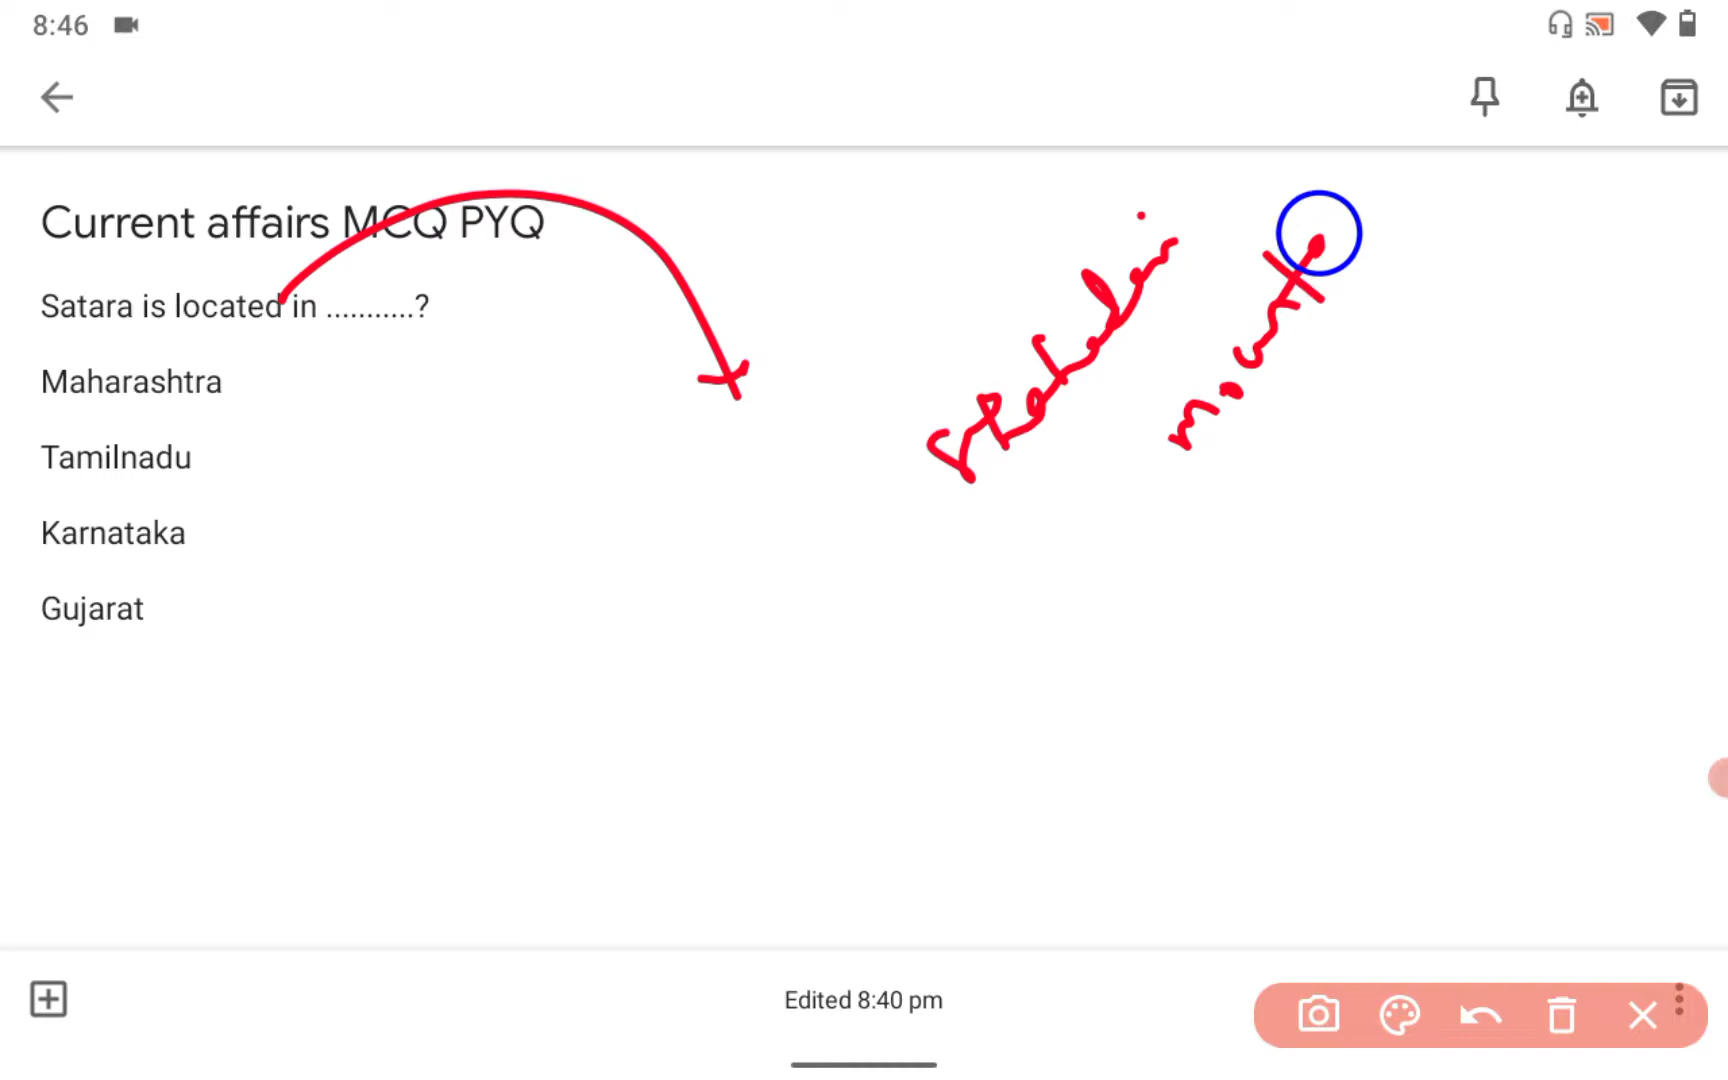 8:46
Current affairs MCQ PYQ
Satara is located in ...........?
Maharashtra
Tamilnadu
Karnataka
Gujarat
Edited 8:40 pm